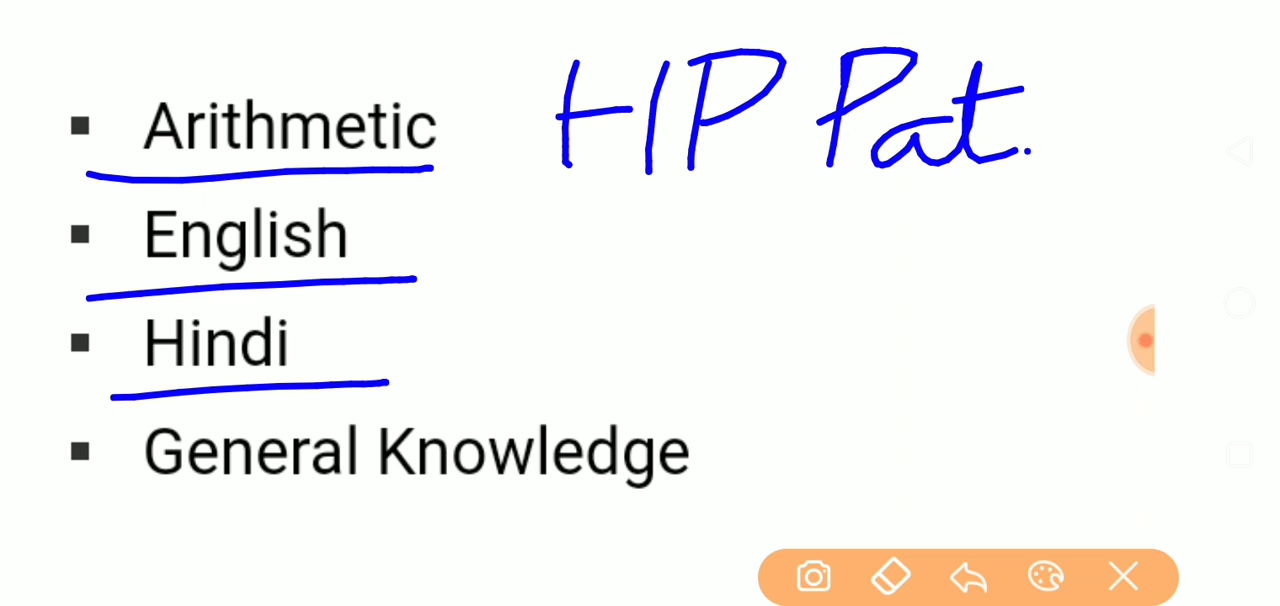 ▪ Arithmetic HP Pat.
▪ English
▪ Hindi
▪ General Knowledge